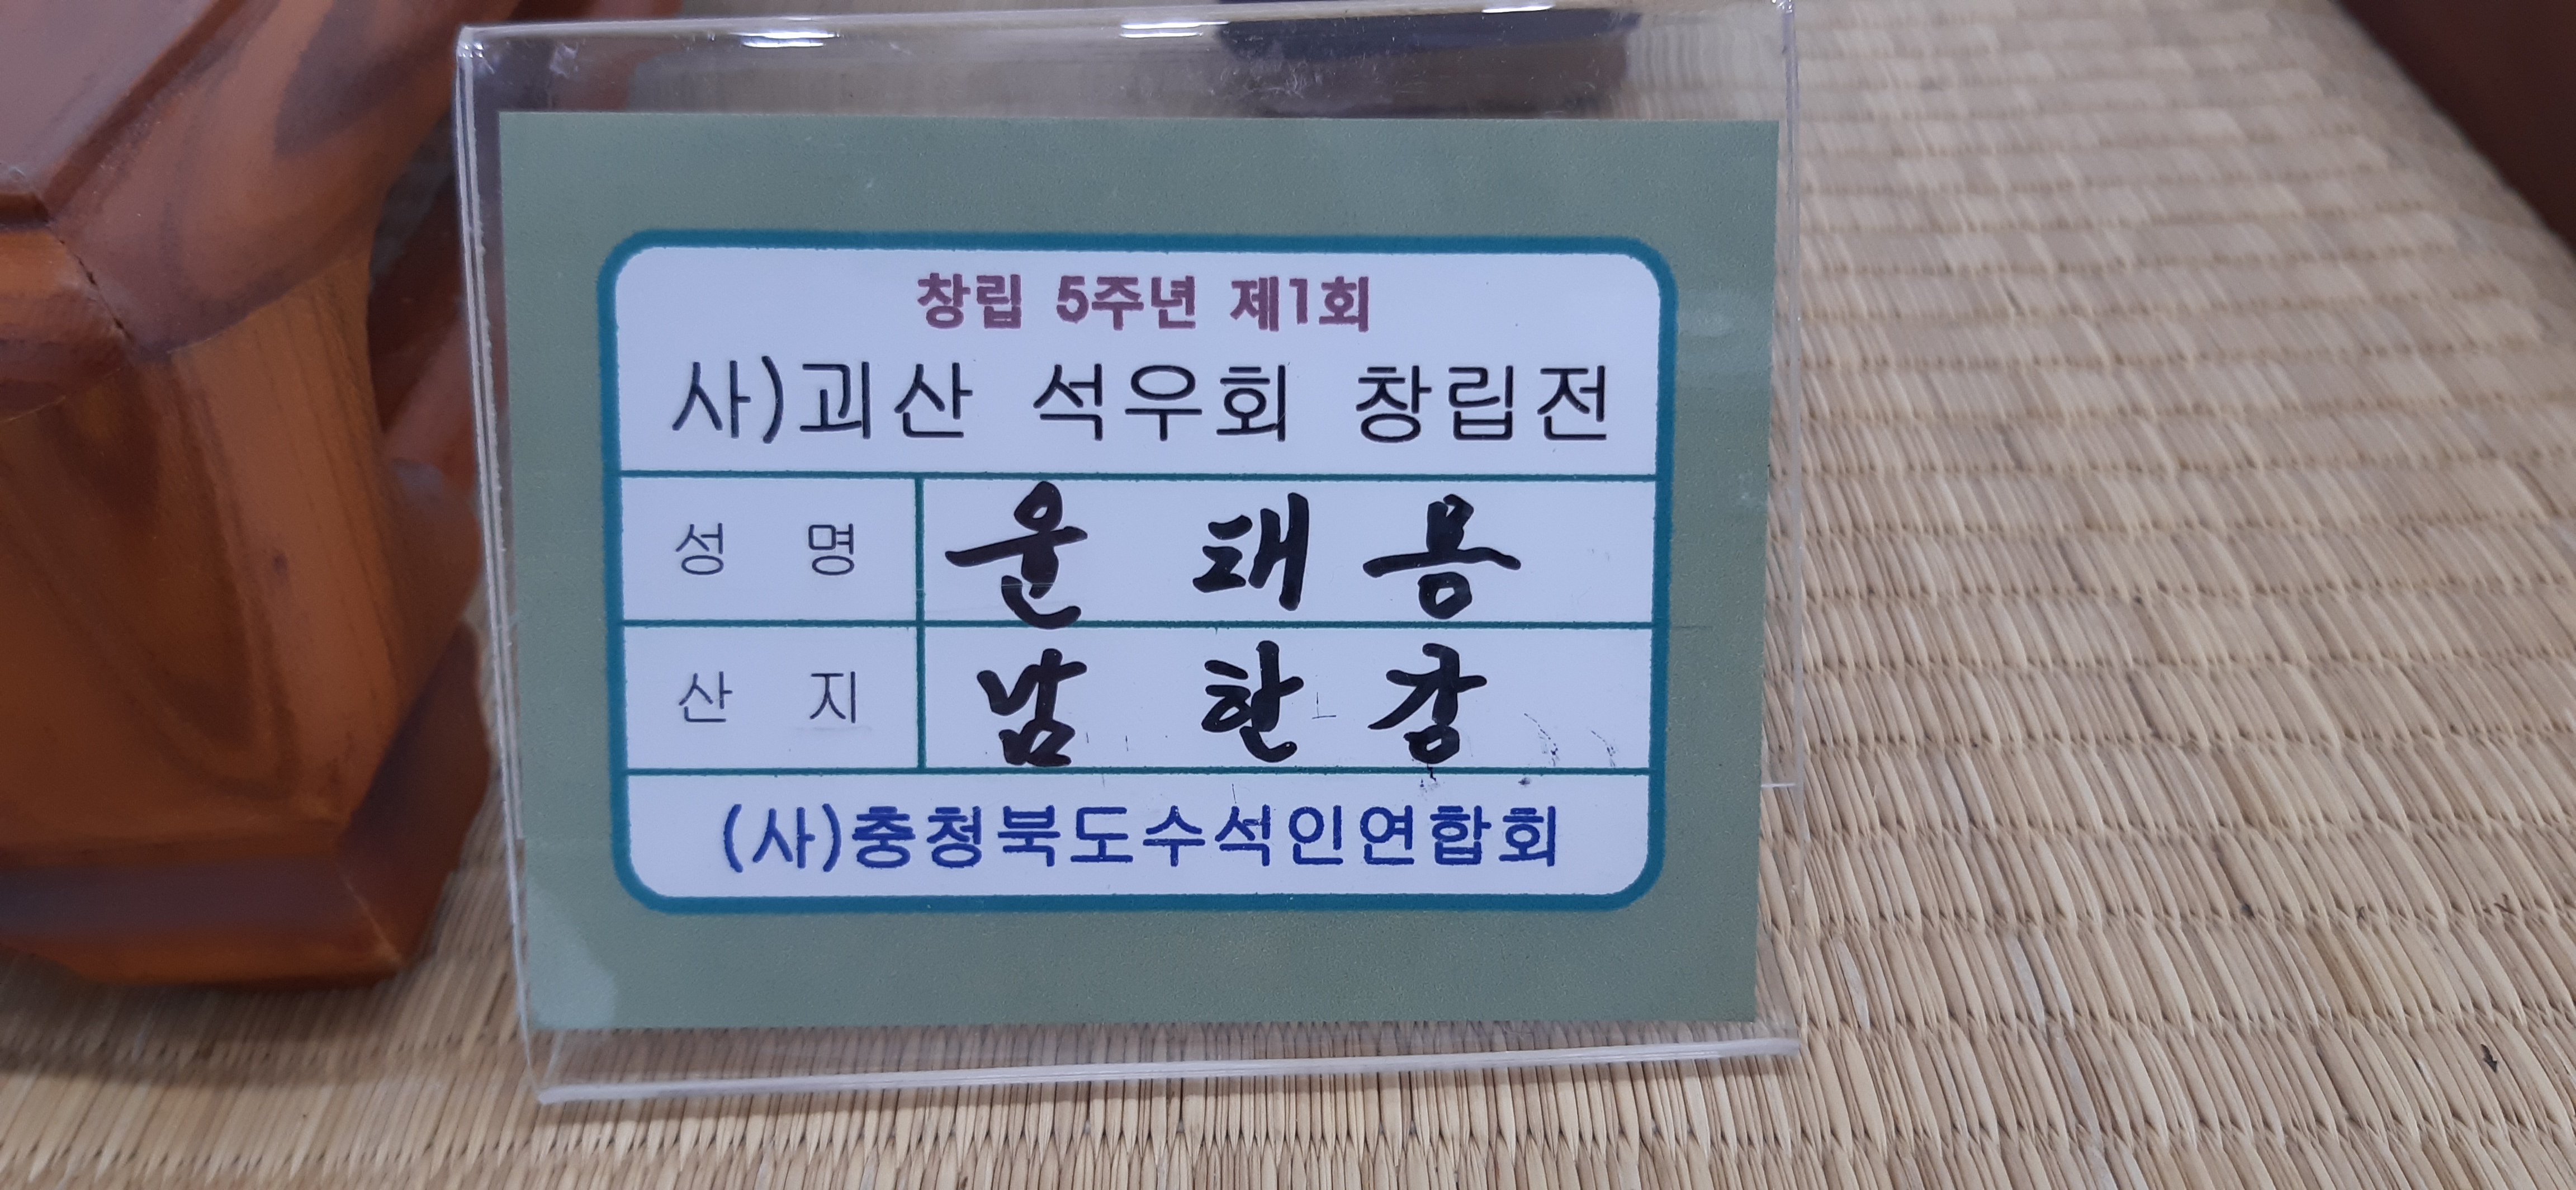 창립 5주년 제1회
사)괴산 석우회 창립전
성 명 윤태용
산 지 남한강
(사)충청북도수석인연합회